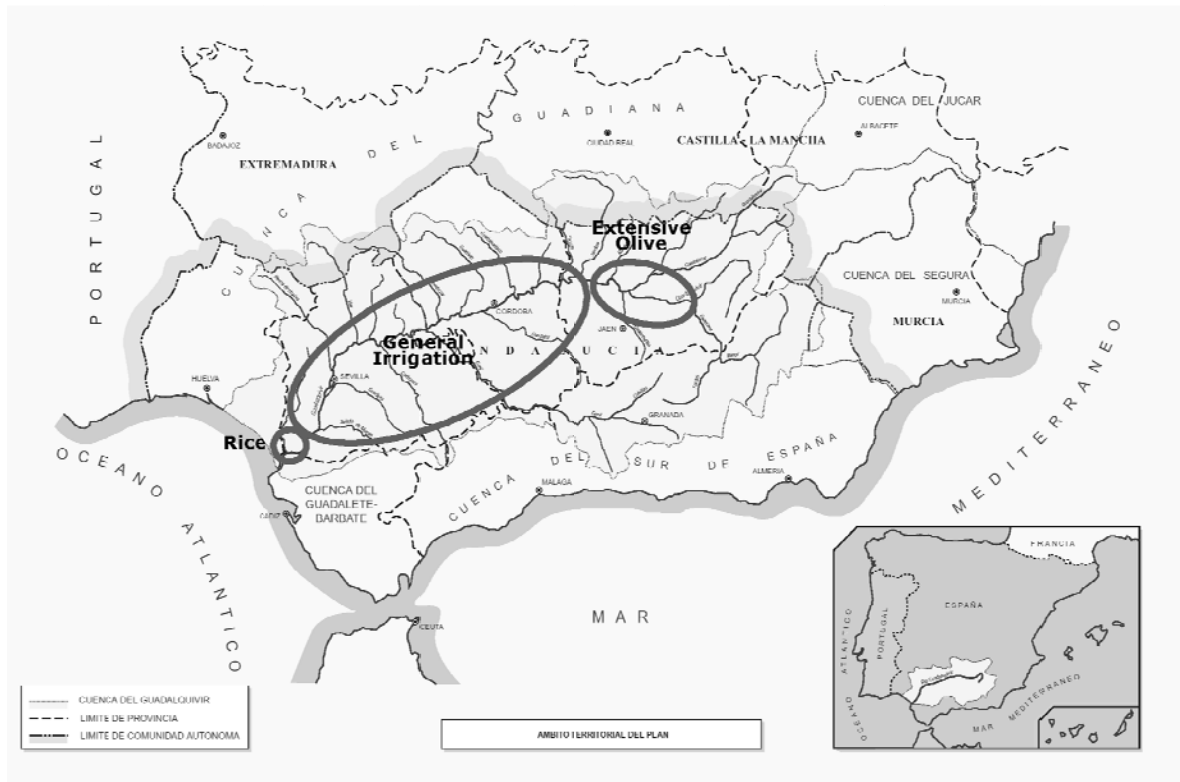 GUADIANA
CUENCA DEL JUCAR
ALBACETE
BADAJOZ
CIUDAD REAL
CASTILLA-LA MANCHA
EXTREMADURA
CUENCA DEL
PORTUGAL
Extensive
Olive
CUENCA DEL SEGURA
MURCIA
MURCIA
CORDOBA
JAEN
General
Irrigation
ANDALUCIA
HUELVA
SEVILLA
GRANADA
Rice
OCEANO
ATLANTICO
CUENCA DEL SUR DE ESPAÑA
ALMERIA
MALAGA
CUENCA DEL
GUADALETE-
BARBATE
CADIZ
MEDITERRANEO
MAR
CEUTA
FRANCIA
ESPAÑA
PORTUGAL
OCEANO ATLANTICO
MAR MEDITERRANEO
CUENCA DEL GUADALQUIVIR
LIMITE DE PROVINCIA
LIMITE DE COMUNIDAD AUTONOMA
AMBITO TERRITORIAL DEL PLAN